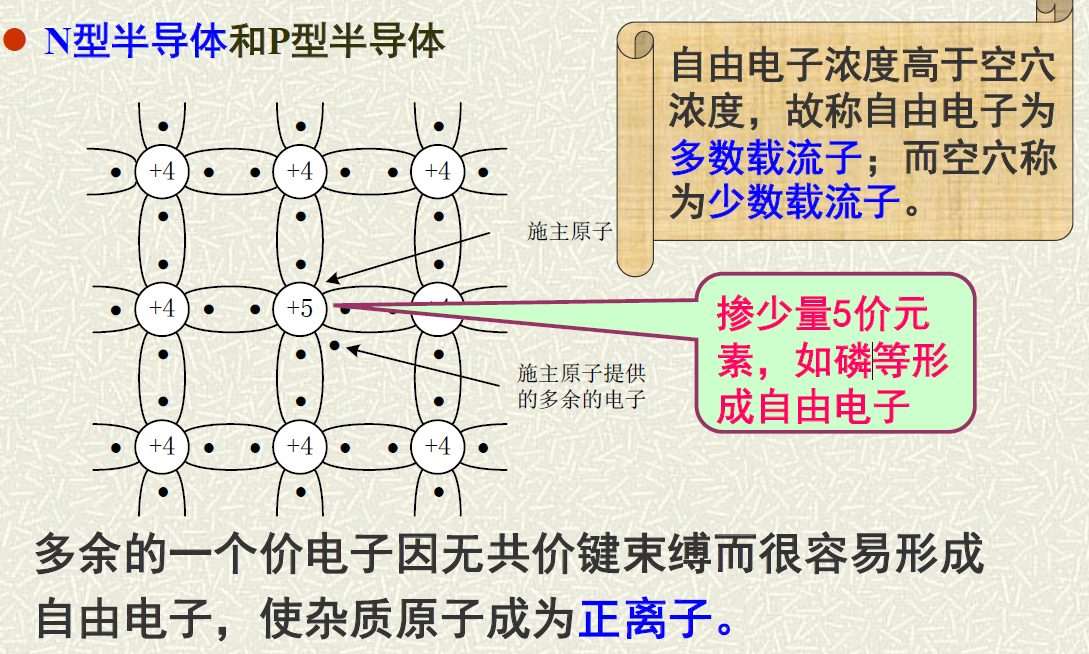 N型半导体和P型半导体
自由电子浓度高于空穴
浓度，故称自由电子为
多数载流子；而空穴称
为少数载流子。
+4 +4 +4
施主原子
+4 +5 +4
掺少量5价元
素，如磷等形
成自由电子
施主原子提供
的多余的电子
+4 +4 +4
多余的一个价电子因无共价键束缚而很容易形成
自由电子，使杂质原子成为正离子。